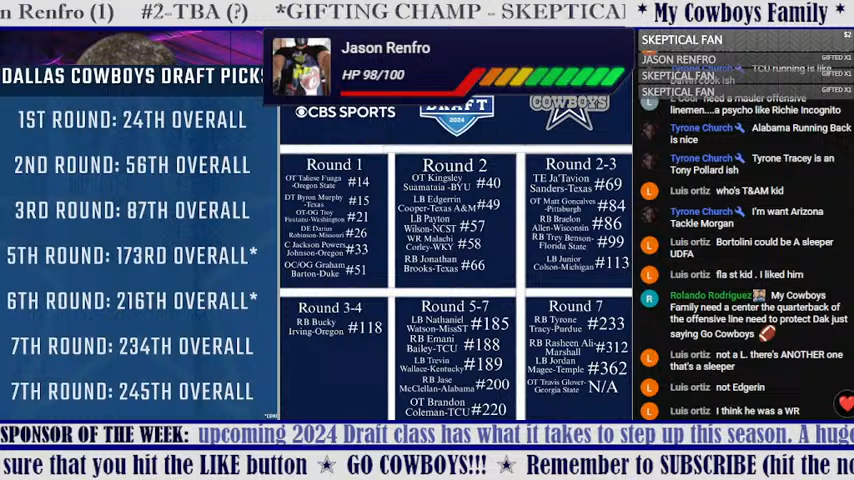 n Renfro (1) #2-TBA (?) *GIFTING CHAMP - SKEPTICA
* My Cowboys Family *
DALLAS COWBOYS DRAFT PICKS
1ST ROUND: 24TH OVERALL
2ND ROUND: 56TH OVERALL
3RD ROUND: 87TH OVERALL
5TH ROUND: 173RD OVERALL*
6TH ROUND: 216TH OVERALL*
7TH ROUND: 234TH OVERALL
7TH ROUND: 245TH OVERALL
Jason Renfro
HP 98/100
CBS SPORTS
DRAFT
2024
COWBOYS
Round 1
OT Taliese Fuaga
-Oregon State #14
DT Byrum Murphy
-Texas #15
OT-OG Troy
Fautanu-Washington #21
DE Darius
Robinson-Missouri #26
C Jackson Powers
Johnson-Oregon #33
OC/OG Graham
Barton-Duke #51
Round 2
OT Kingsley
Suamataia -BYU #40
LB Edgerrin
Cooper-Texas A&M #49
LB Payton
Wilson-NCST #57
WR Malachi
Corley-WKY #58
RB Jonathan
Brooks-Texas #66
Round 2-3
TE Ja'Tavion
Sanders-Texas #69
OT Matt Goncalves
-Pittsburgh #84
RB Braelon
Allen-Wisconsin #86
RB Trey Benson-
Florida State #99
LB Junior
Colson-Michigan #113
Round 3-4
RB Bucky
Irving-Oregon #118
Round 5-7
LB Nathaniel
Watson-MissST #185
RB Emani
Bailey-TCU #188
LB Trevin
Wallace-Kentucky #189
RB Jase
McClellan-Alabama #200
OT Brandon
Coleman-TCU #220
Round 7
RB Tyrone
Tracy-Purdue #233
RB Rasheen Ali-
Marshall #312
LB Jordan
Magee-Temple #362
OT Travis Glover-
Georgia State N/A
SKEPTICAL FAN $2
JASON RENFRO GIFTED X1
SKEPTICAL FAN GIFTED X1
SKEPTICAL FAN GIFTED X1
Tyrone Church TCU running is like
need a mauler offensive
linemen....a psycho like Richie Incognito
Tyrone Church Alabama Running Back
is nice
Tyrone Church Tyrone Tracey is an
Tony Pollard ish
Luis ortiz who's T&AM kid
Tyrone Church I'm want Arizona
Tackle Morgan
Luis ortiz Bortolini could be A sleeper
UDFA
Luis ortiz fla st kid . I liked him
Rolando Rodriguez My Cowboys
Family need a center the quarterback
of the offensive line need to protect Dak just
saying Go Cowboys
Luis ortiz not a L. there's ANOTHER one
that's a sleeper
Luis ortiz not Edgerin
Luis ortiz I think he was a WR
SPONSOR OF THE WEEK: upcoming 2024 Draft class has what it takes to step up this season. A huge
sure that you hit the LIKE button ★ GO COWBOYS!!! ★ Remember to SUBSCRIBE (hit the no